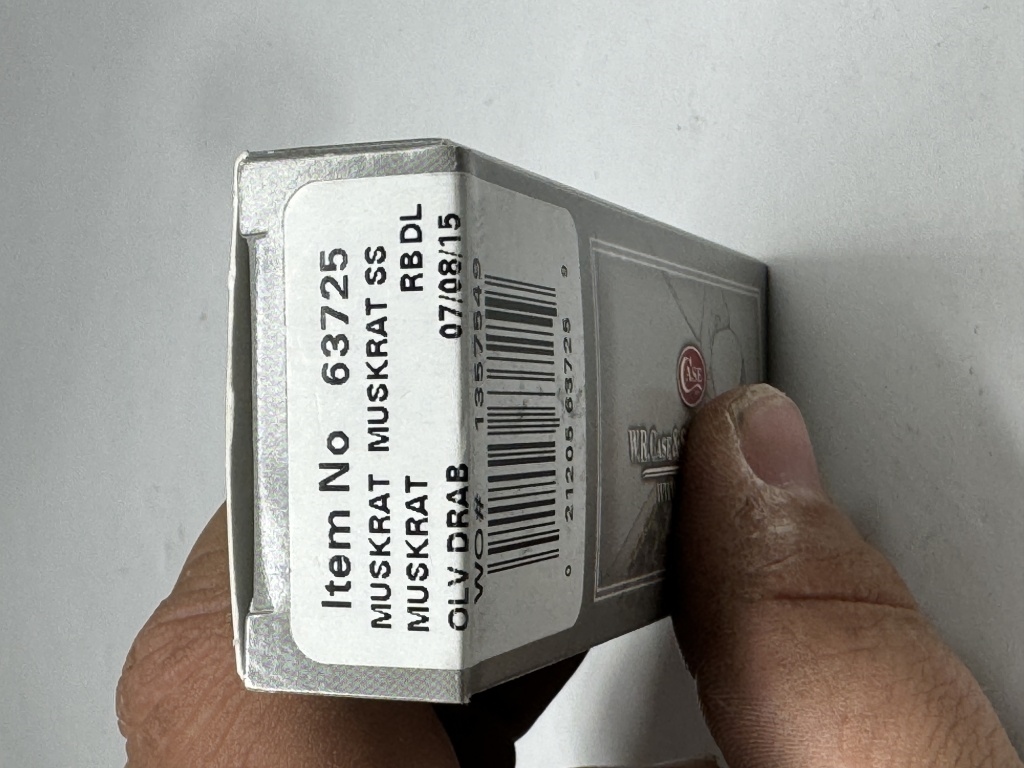 Item No 63725
MUSKRAT MUSKRAT SS
MUSKRAT RBDL
OLV DRAB 07/08/15
WO# 1357549
0 21205 63725 9
CASE
W.R. CASE &